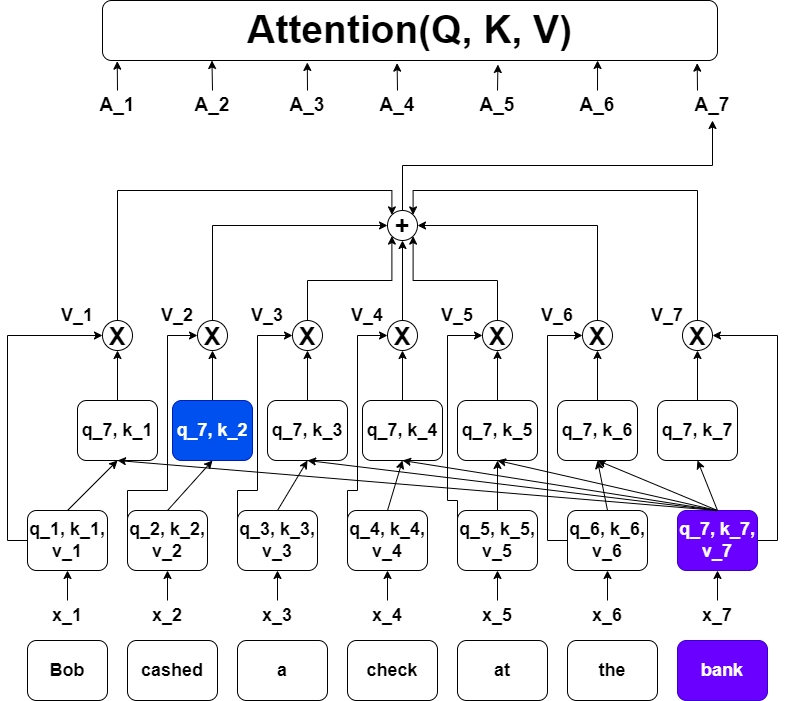 Attention(Q, K, V)
A_1 A_2 A_3 A_4 A_5 A_6 A_7
+
V_1 V_2 V_3 V_4 V_5 V_6 V_7
X X X X X X X
q_7, k_1 q_7, k_2 q_7, k_3 q_7, k_4 q_7, k_5 q_7, k_6 q_7, k_7
q_1, k_1, q_2, k_2, q_3, k_3, q_4, k_4, q_5, k_5, q_6, k_6, q_7, k_7,
v_1 v_2 v_3 v_4 v_5 v_6 v_7
x_1 x_2 x_3 x_4 x_5 x_6 x_7
Bob cashed a check at the bank